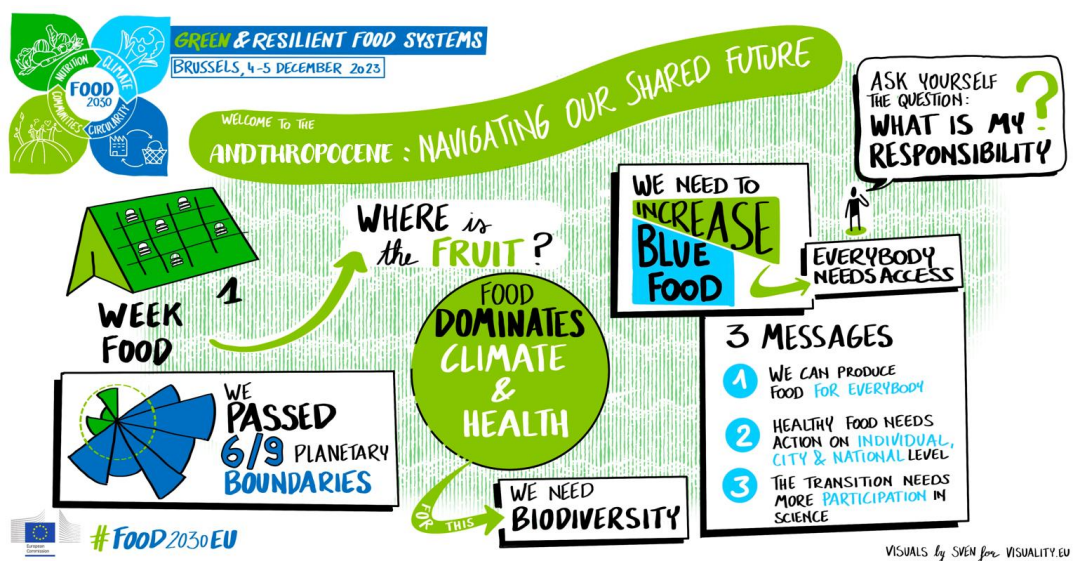 GREEN & RESILIENT FOOD SYSTEMS
BRUSSELS, 4-5 DECEMBER 2023
NUTRITION
CLIMATE
FOOD
2030
COMMUNITIES
CIRCULARITY
WELCOME TO THE
ANDTHROPOCENE : NAVIGATING OUR SHARED FUTURE
ASK YOURSELF
THE QUESTION:
WHAT IS MY
RESPONSIBILITY
?
1
WEEK
FOOD
WHERE is
the FRUIT ?
WE NEED TO
INCREASE
BLUE
FOOD
EVERYBODY
NEEDS ACCESS
FOOD
DOMINATES
CLIMATE
&
HEALTH
FOR THIS
WE NEED
BIODIVERSITY
WE
PASSED
6/9 PLANETARY
BOUNDARIES
3 MESSAGES
1 WE CAN PRODUCE
FOOD FOR EVERYBODY
2 HEALTHY FOOD NEEDS
ACTION ON INDIVIDUAL,
CITY & NATIONAL LEVEL
3 THE TRANSITION NEEDS
MORE PARTICIPATION IN
SCIENCE
European
Commission
#FOOD2030EU
VISUALS by SVEN for VISUALITY.EU